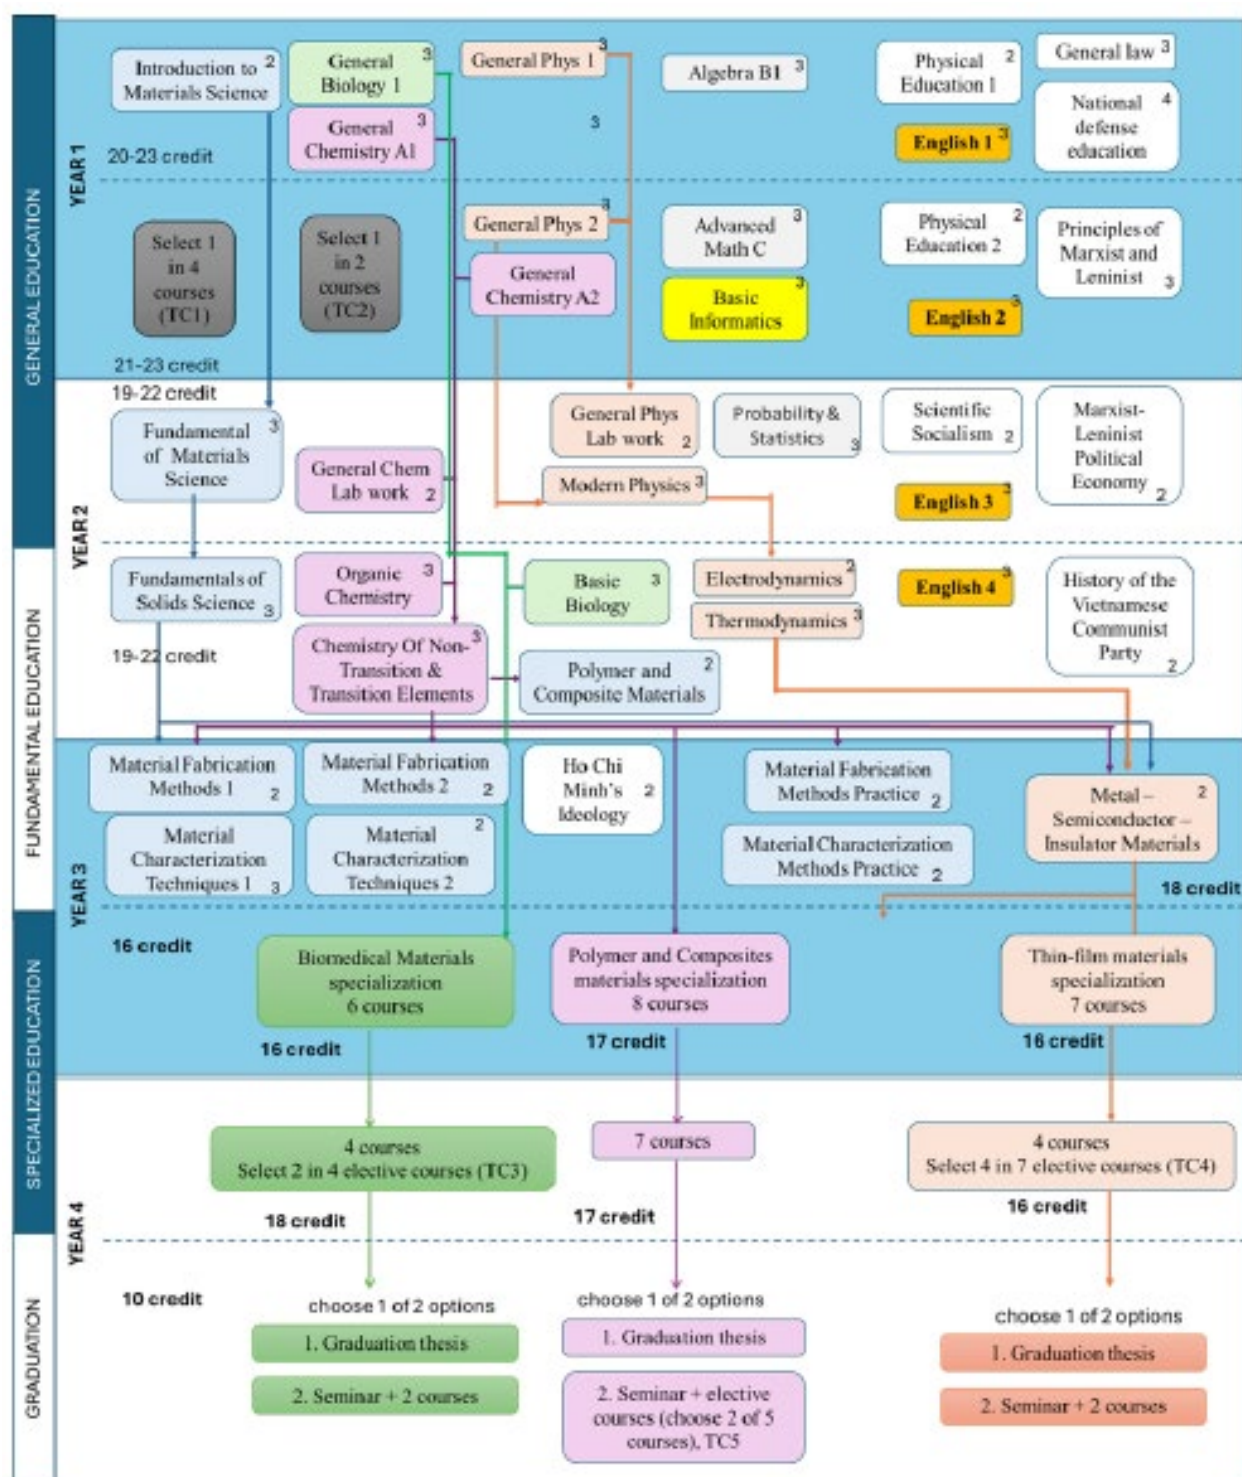 GENERAL EDUCATION
FUNDAMENTAL EDUCATION
SPECIALIZED EDUCATION
GRADUATION
YEAR 1
Introduction to 2
Materials Science
General 3
Biology 1
General 3
Chemistry A1
General Phys 1 3
3
Algebra B1 3
Physical 2
Education 1
English 1 3
General law 3
National 4
defense
education
20-23 credit
Select 1
in 4
courses
(TC1)
Select 1
in 2
courses
(TC2)
General Phys 2 3
General
Chemistry A2
Advanced 3
Math C
Basic 3
Informatics
Physical 2
Education 2
English 2 3
Principles of
Marxist and
Leninist 3
21-23 credit
YEAR 2
19-22 credit
Fundamental 3
of Materials
Science
General Chem
Lab work 2
General Phys
Lab work 2
Modern Physics 3
Probability &
Statistics 3
Scientific
Socialism 2
English 3 3
Marxist-
Leninist
Political
Economy 2
Fundamentals of
Solids Science 3
Organic 3
Chemistry
Chemistry Of Non- 3
Transition &
Transition Elements
Basic 3
Biology
Polymer and 2
Composite Materials
Electrodynamics 2
Thermodynamics 3
English 4 3
History of the
Vietnamese
Communist
Party 2
19-22 credit
YEAR 3
Material Fabrication
Methods 1 2
Material
Characterization
Techniques 1 3
Material Fabrication
Methods 2 2
Material 2
Characterization
Techniques 2
Ho Chi
Minh's 2
Ideology
Material Fabrication
Methods Practice 2
Material Characterization
Methods Practice 2
Metal – 2
Semiconductor –
Insulator Materials
18 credit
16 credit
Biomedical Materials
specialization
6 courses
16 credit
Polymer and Composites
materials specialization
8 courses
17 credit
Thin-film materials
specialization
7 courses
16 credit
YEAR 4
4 courses
Select 2 in 4 elective courses (TC3)
18 credit
7 courses
17 credit
4 courses
Select 4 in 7 elective courses (TC4)
16 credit
10 credit
choose 1 of 2 options
1. Graduation thesis
2. Seminar + 2 courses
choose 1 of 2 options
1. Graduation thesis
2. Seminar + elective
courses (choose 2 of 5
courses), TC5
choose 1 of 2 options
1. Graduation thesis
2. Seminar + 2 courses